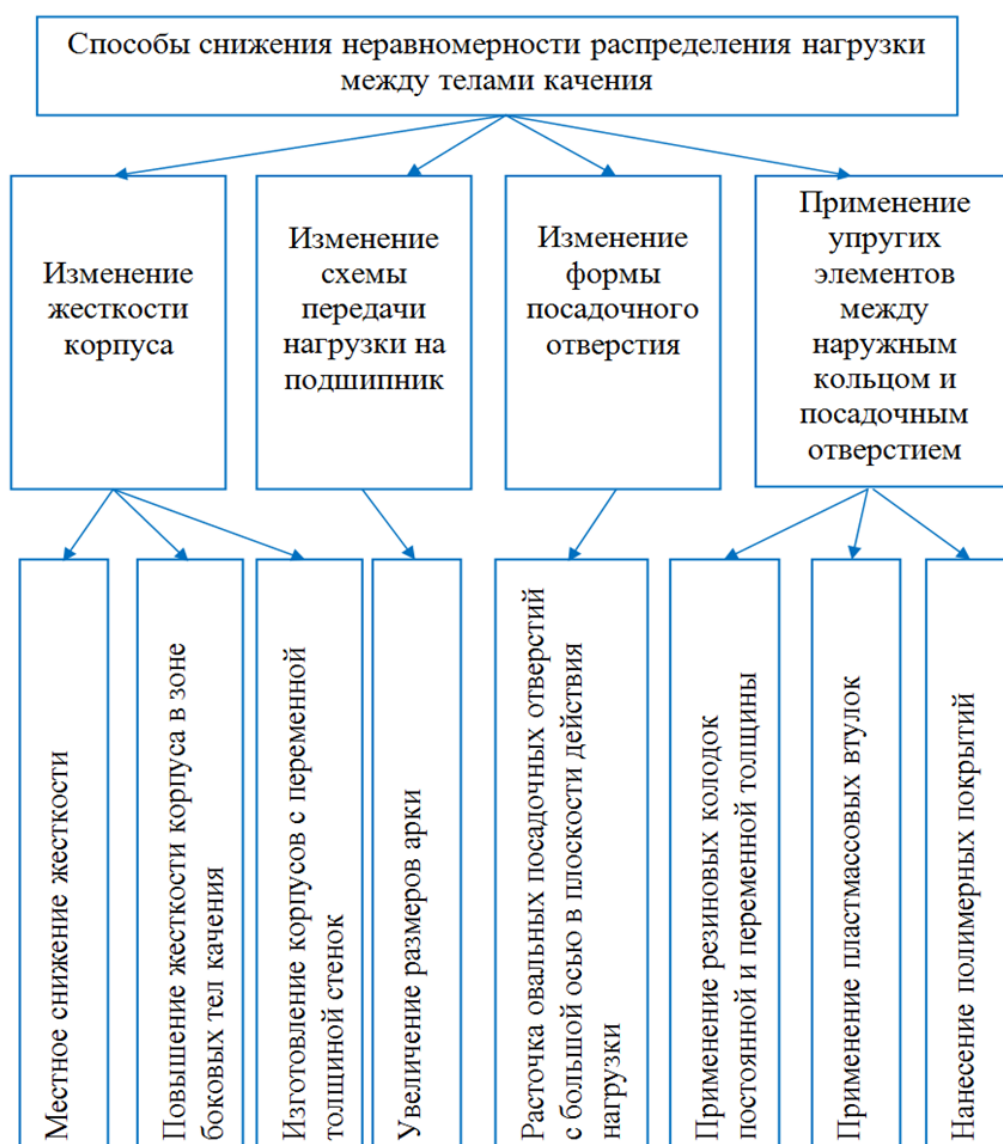 Способы снижения неравномерности распределения нагрузки
между телами качения
Изменение
жесткости
корпуса
Изменение
схемы
передачи
нагрузки на
подшипник
Изменение
формы
посадочного
отверстия
Применение
упругих
элементов
между
наружным
кольцом и
посадочным
отверстием
Местное снижение жесткости
Повышение жесткости корпуса в зоне
боковых тел качения
Изготовление корпусов с переменной
толщиной стенок
Увеличение размеров арки
Расточка овальных посадочных отверстий
с большой осью в плоскости действия
нагрузки
Применение резиновых колодок
постоянной и переменной толщины
Применение пластмассовых втулок
Нанесение полимерных покрытий